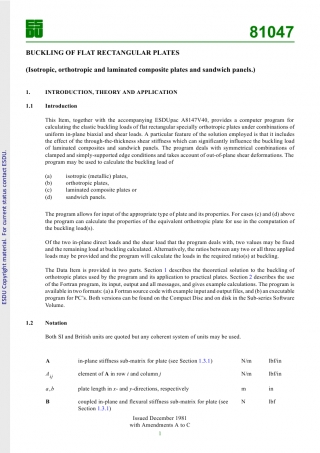 ESDU
81047
BUCKLING OF FLAT RECTANGULAR PLATES
(Isotropic, orthotropic and laminated composite plates and sandwich panels.)
1. INTRODUCTION, THEORY AND APPLICATION
1.1 Introduction
This Item, together with the accompanying ESDUpac A8147V40, provides a computer program for
calculating the elastic buckling loads of flat rectangular specially orthotropic plates under combinations of
uniform in-plane biaxial and shear loads. A particular feature of the solution employed is that it includes
the effect of the through-the-thickness shear stiffness which can significantly influence the buckling load
of laminated composites and sandwich panels. The program deals with symmetrical combinations of
clamped and simply-supported edge conditions and takes account of out-of-plane shear deformations. The
program may be used to calculate the buckling load of
(a) isotropic (metallic) plates,
(b) orthotropic plates,
(c) laminated composite plates or
(d) sandwich panels.
The program allows for input of the appropriate type of plate and its properties. For cases (c) and (d) above
the program can calculate the properties of the equivalent orthotropic plate for use in the computation of
the buckling load(s).
Of the two in-plane direct loads and the shear load that the program deals with, two values may be fixed
and the remaining load at buckling calculated. Alternatively, the ratios between any two or all three applied
loads may be provided and the program will calculate the loads in the required ratio(s) at buckling.
The Data Item is provided in two parts. Section 1 describes the theoretical solution to the buckling of
orthotropic plates used by the program and its application to practical plates. Section 2 describes the use
of the Fortran program, its input, output and all messages, and gives example calculations. The program is
available in two formats: (a) a Fortran source code with example input and output files, and (b) an executable
program for PC's. Both versions can be found on the Compact Disc and on disk in the Sub-series Software
Volume.
1.2 Notation
Both SI and British units are quoted but any coherent system of units may be used.
A in-plane stiffness sub-matrix for plate (see Section 1.3.1) N/m lbf/in
A_ij element of A in row i and column j N/m lbf/in
a, b plate length in x- and y-directions, respectively m in
B coupled in-plane and flexural stiffness sub-matrix for plate (see N lbf
Section 1.3.1)
Issued December 1981
with Amendments A to C
1
ESDU Copyright material. For current status contact ESDU.